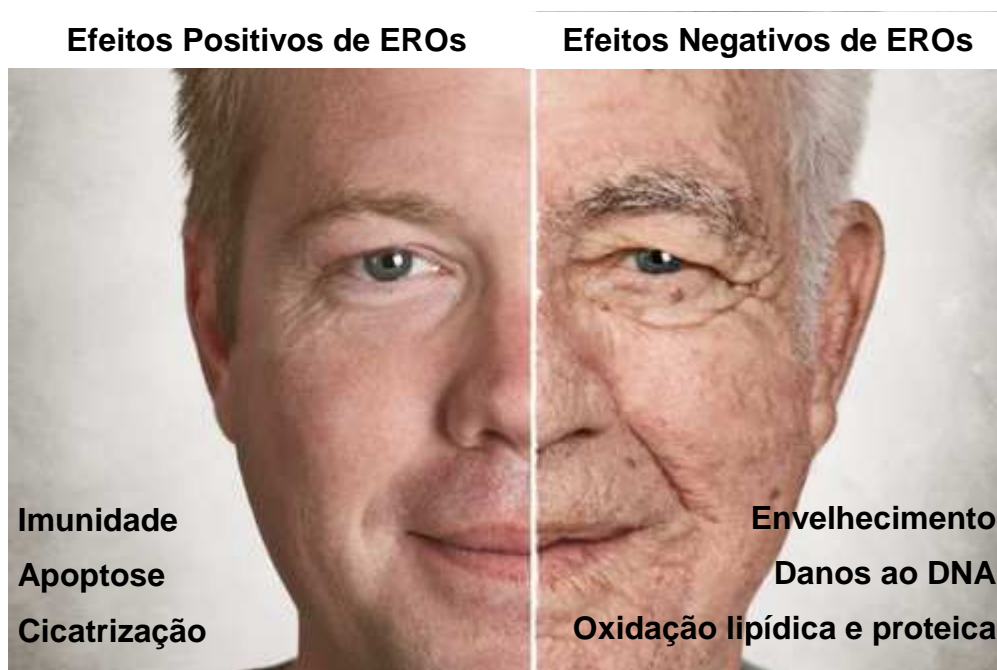 Efeitos Positivos de EROs
Efeitos Negativos de EROs
Imunidade
Apoptose
Cicatrização
Envelhecimento
Danos ao DNA
Oxidação lipídica e proteica